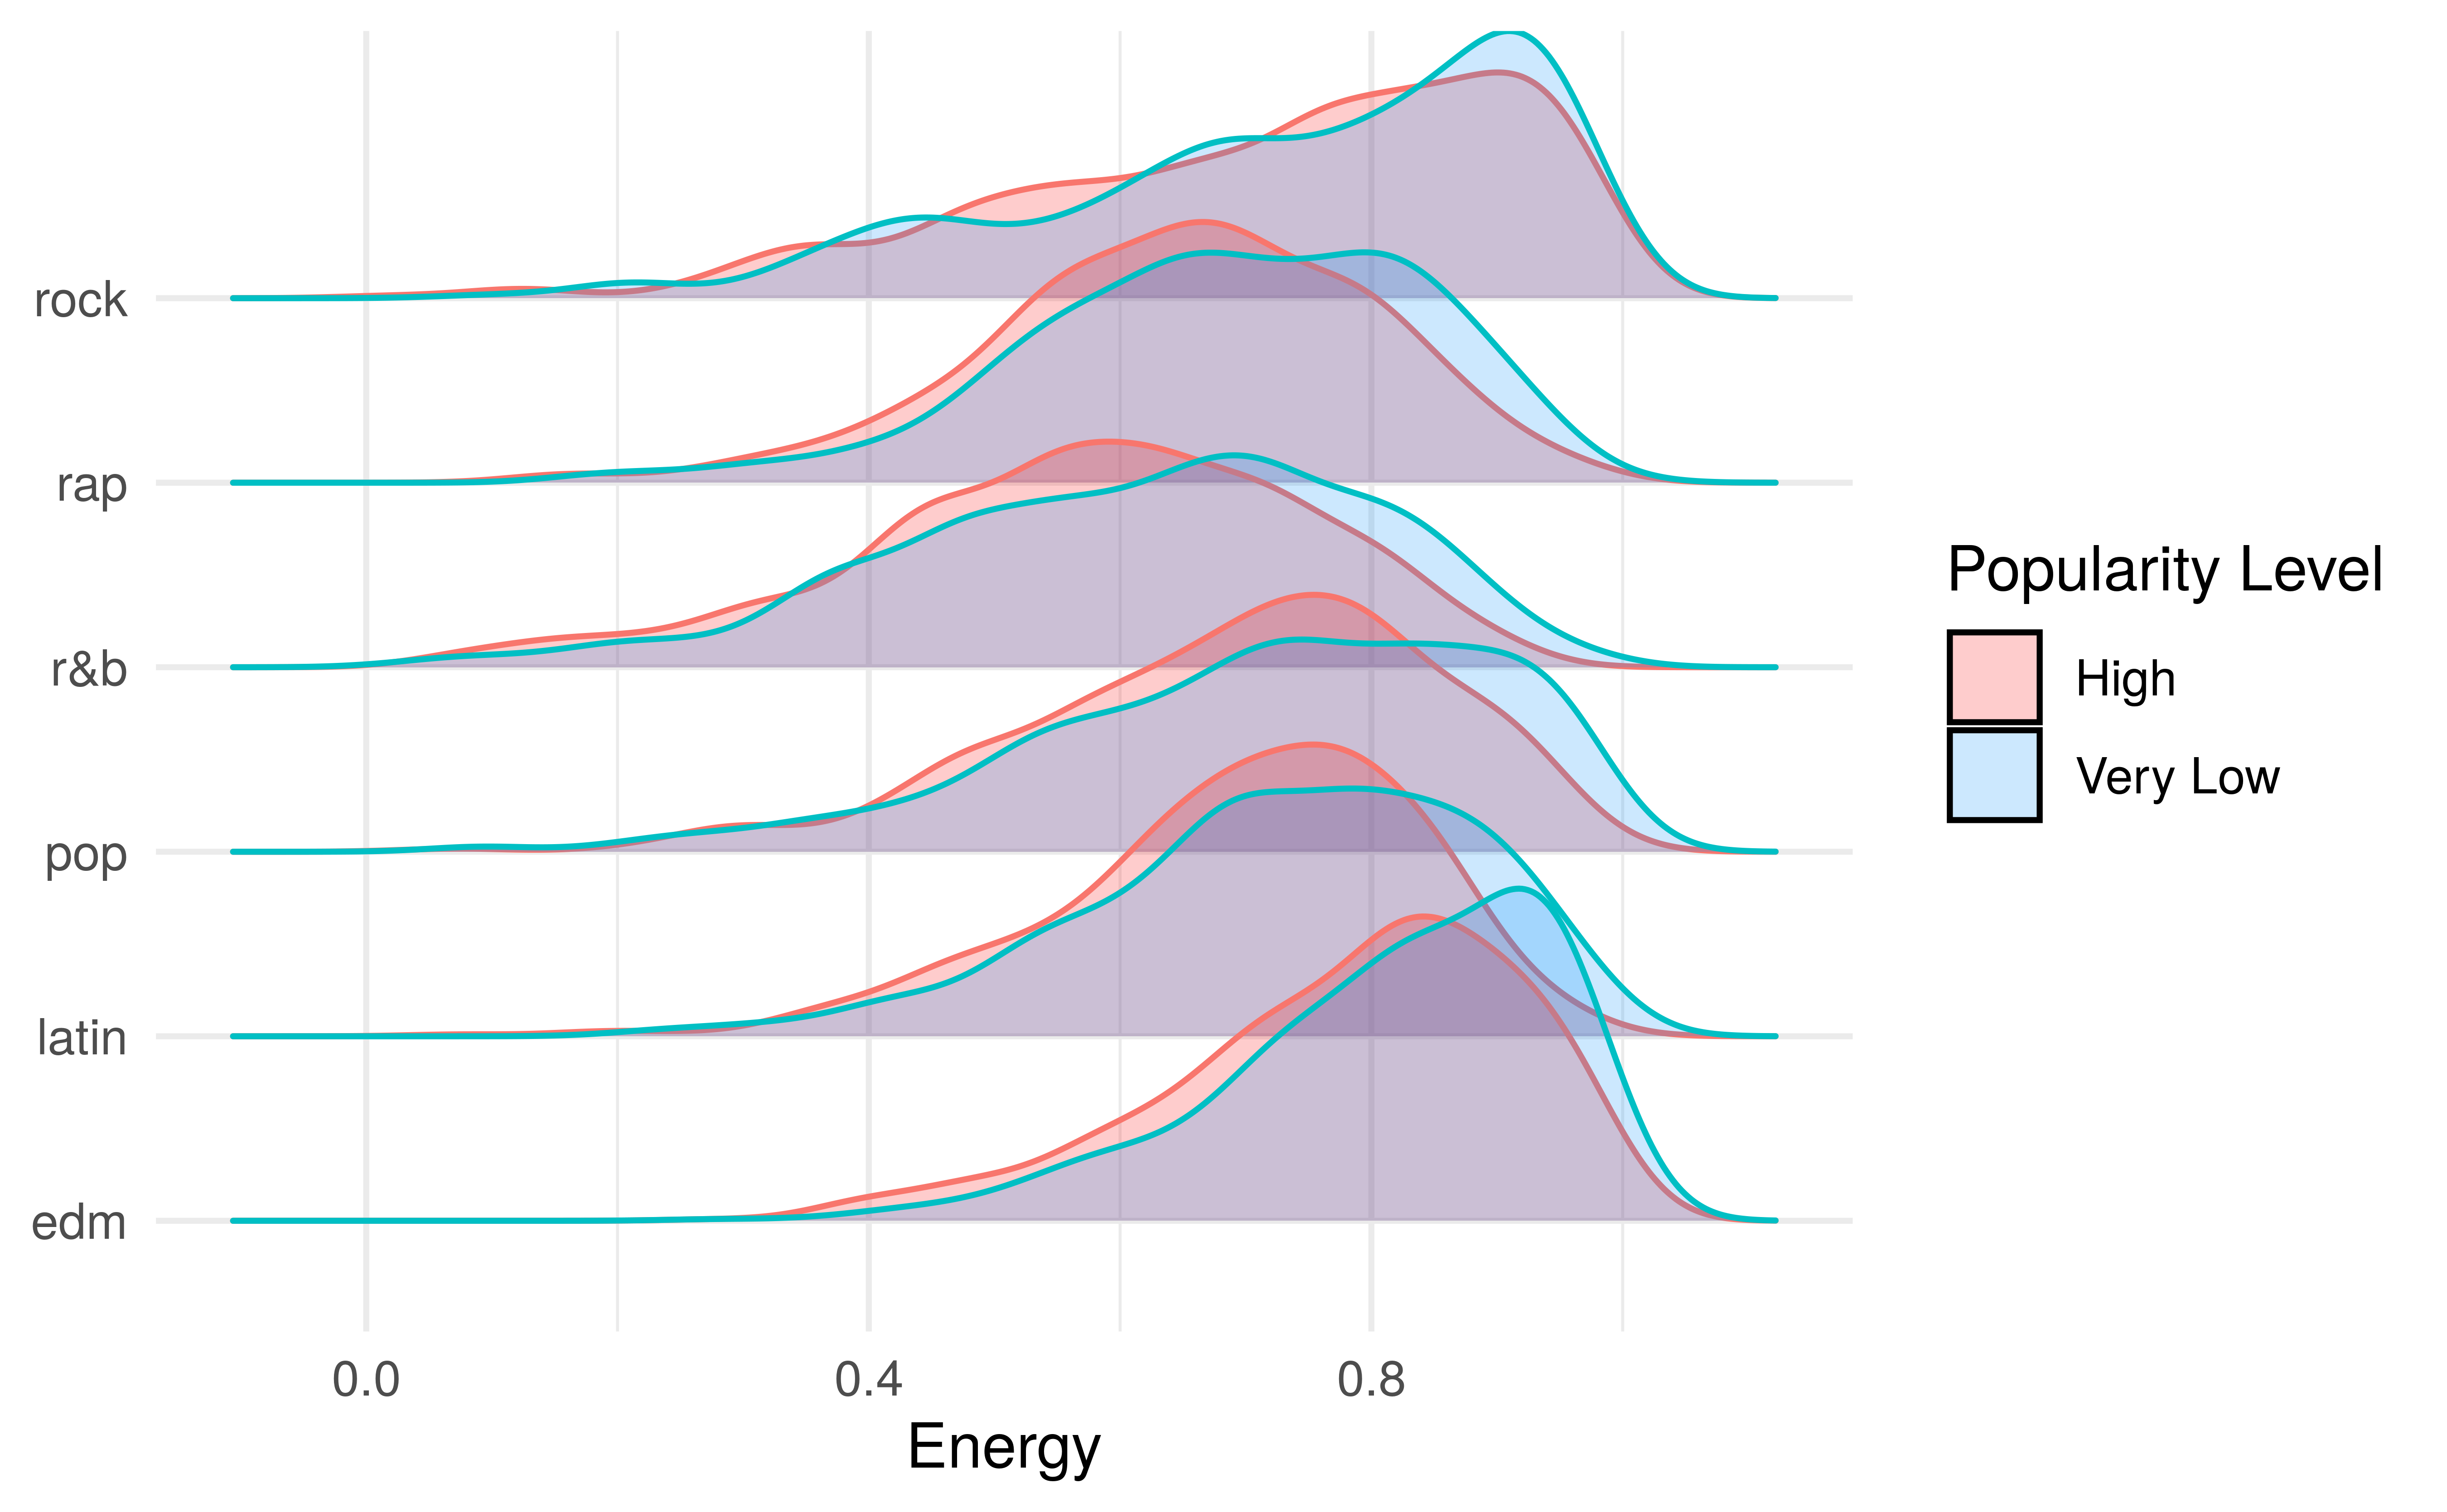 rock
rap
r&b
pop
latin
edm
0.0 0.4 0.8
Energy
Popularity Level
High
Very Low